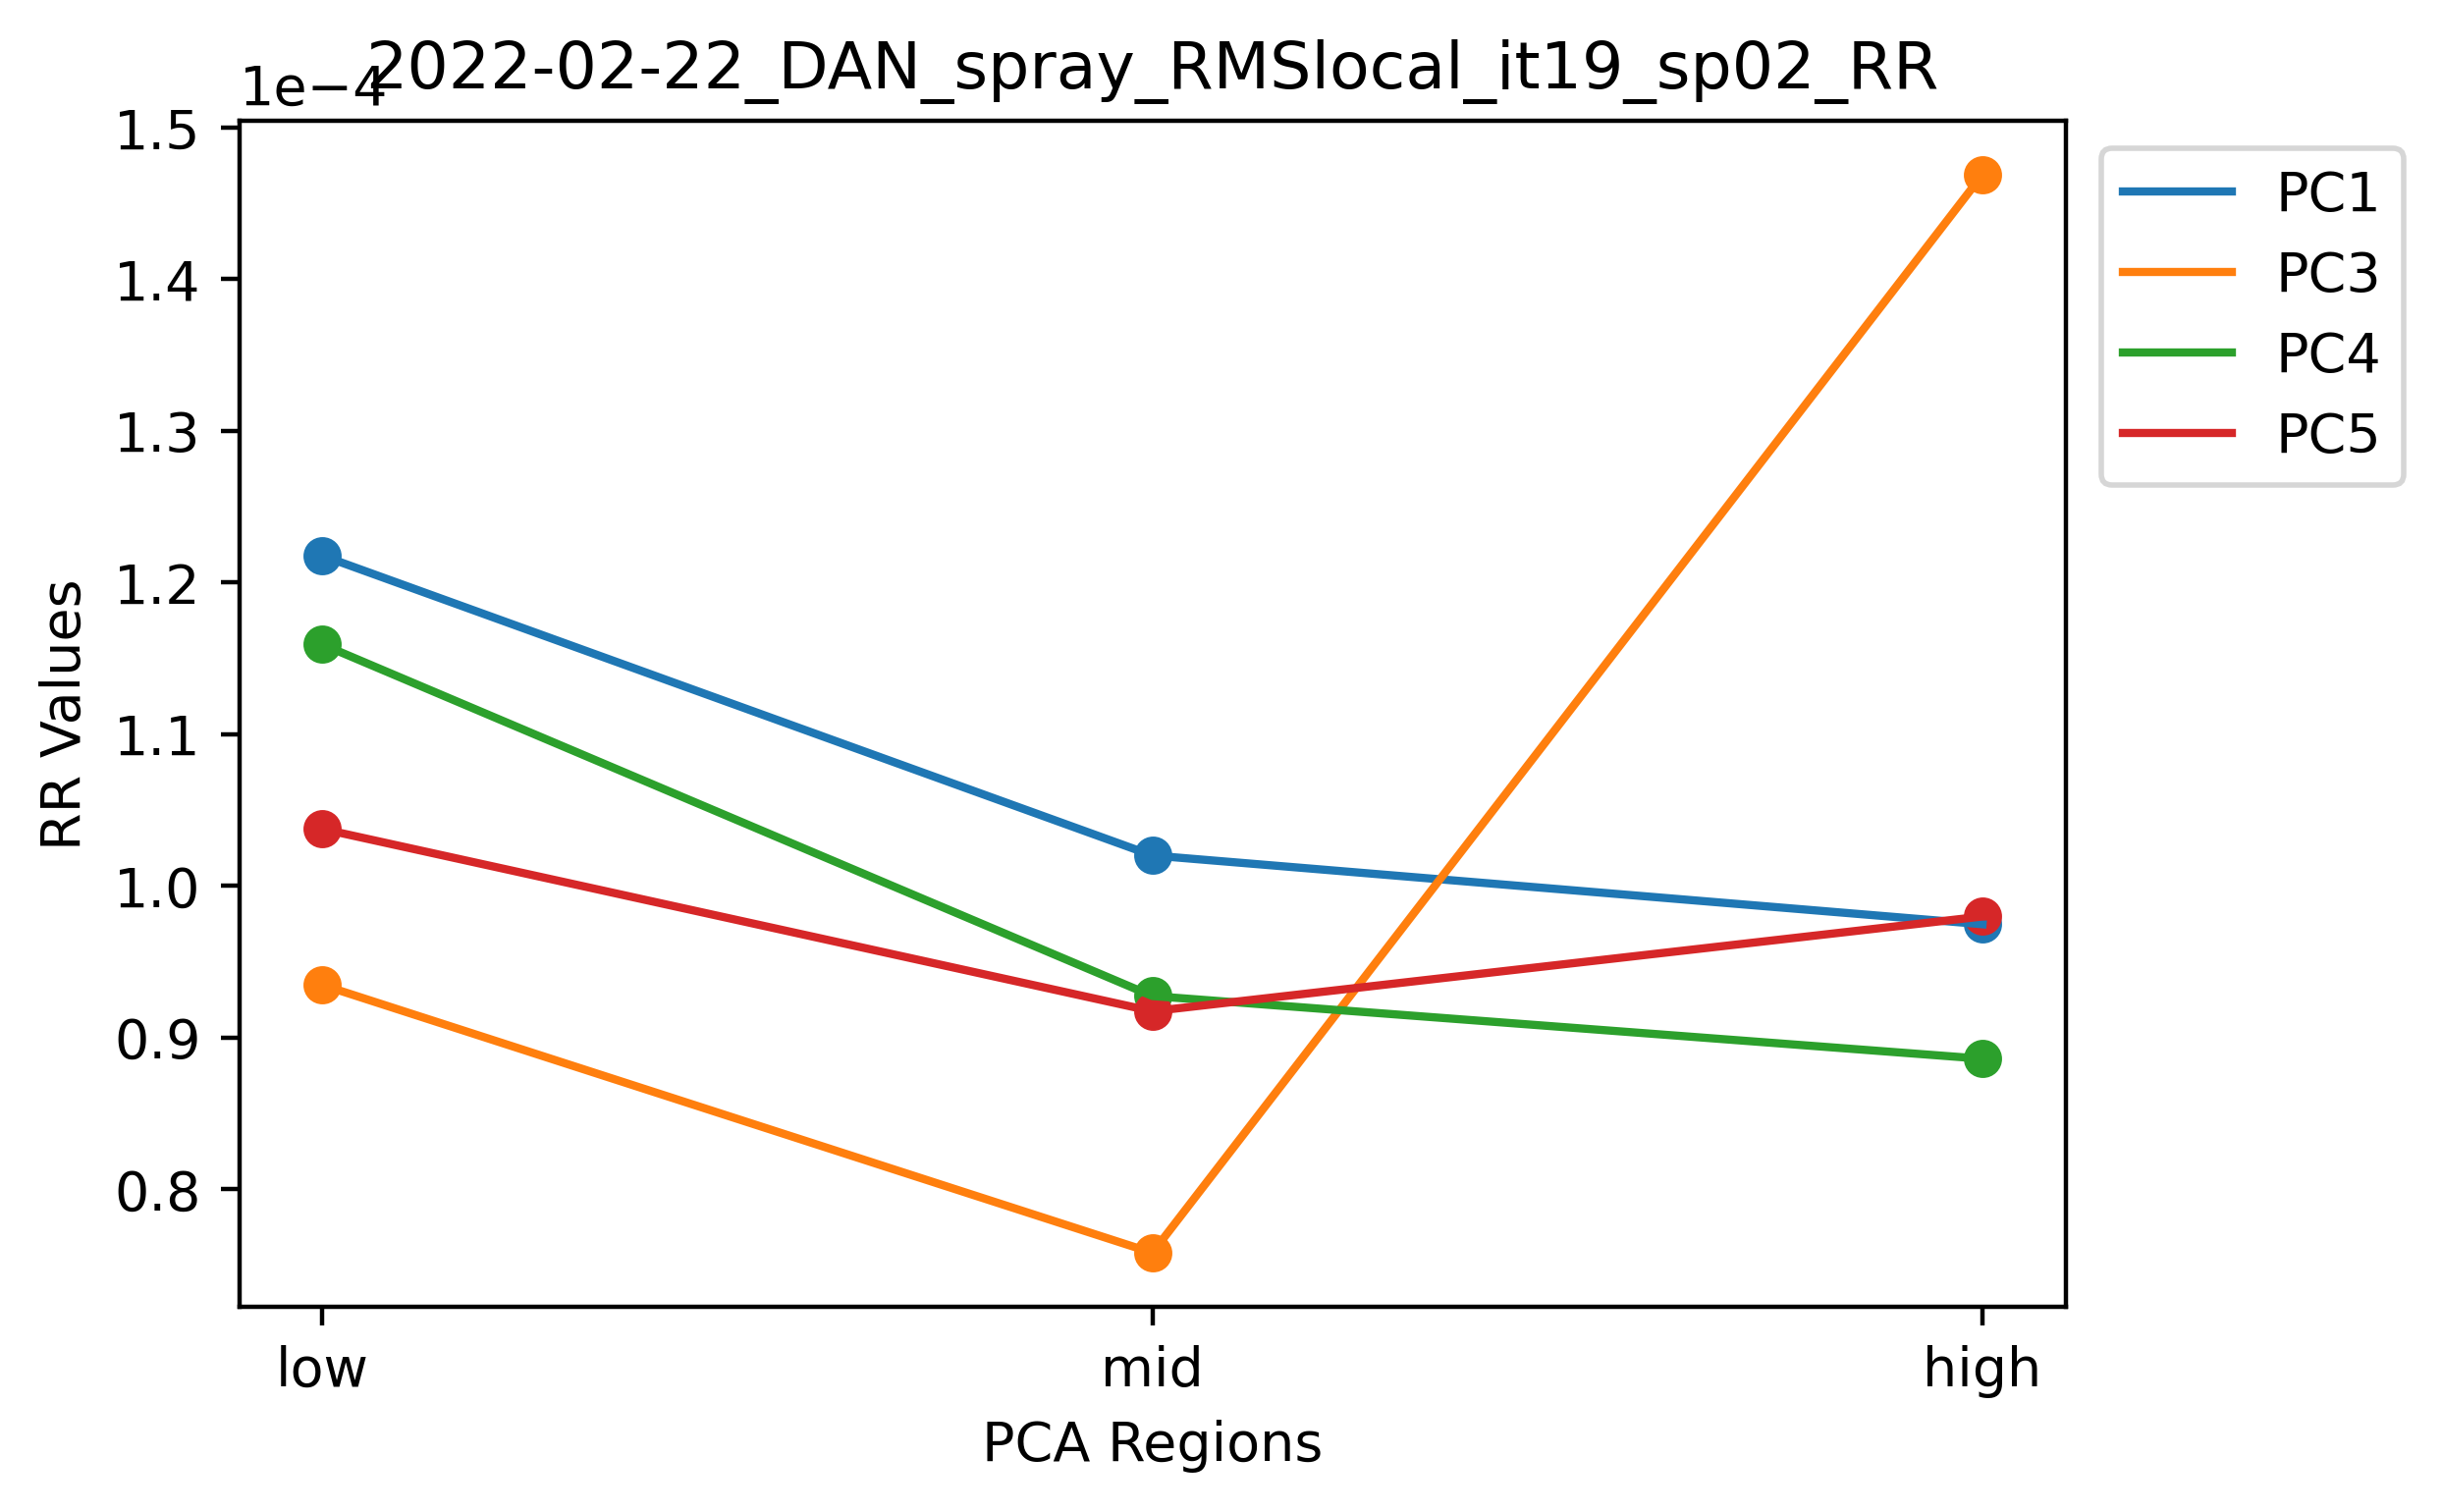 2022-02-22_DAN_spray_RMSlocal_it19_sp02_RR
1e−4
1.5
1.4
1.3
1.2
1.1
1.0
0.9
0.8
RR Values
low
mid
high
PCA Regions
PC1
PC3
PC4
PC5